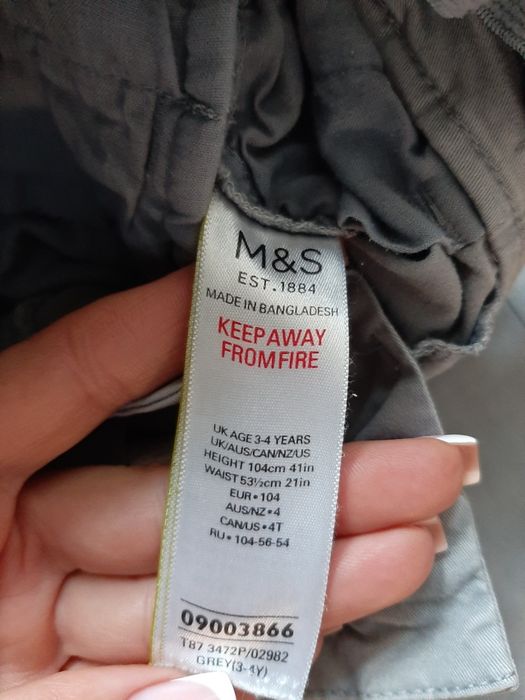 M&S
EST.1884
MADE IN BANGLADESH
KEEP AWAY
FROM FIRE
UK AGE 3-4 YEARS
UK/AUS/CAN/NZ/US
HEIGHT 104cm 41in
WAIST 53½cm 21in
EUR•104
AUS/NZ•4
CAN/US•4T
RU•104-56-54
09003866
T87 3472P/02982
GREY(3-4Y)